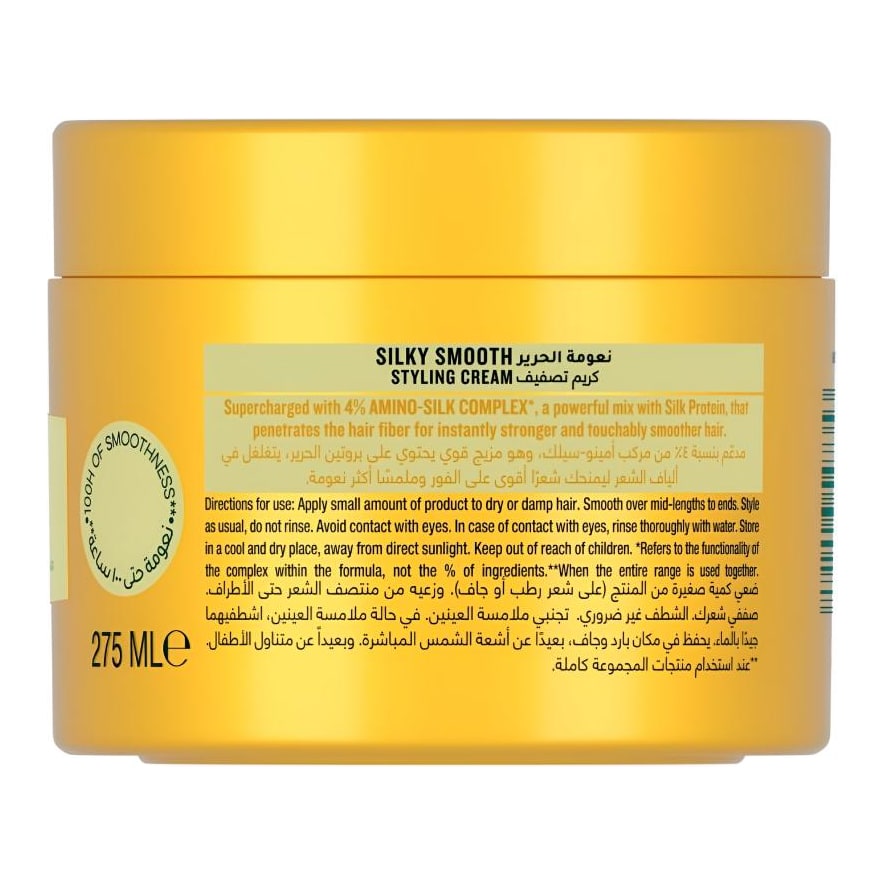 SILKY SMOOTH نعومة الحرير
STYLING CREAM كريم تصفيف
Supercharged with 4% AMINO-SILK COMPLEX*, a powerful mix with Silk Protein, that
penetrates the hair fiber for instantly stronger and touchably smoother hair.
مدعّم بنسبة ٤٪ من مركب أمينو-سيلك، وهو مزيج قوي يحتوي على بروتين الحرير، يتغلغل في
ألياف الشعر ليمنحك شعرًا أقوى على الفور وملمسًا أكثر نعومة.
Directions for use: Apply small amount of product to dry or damp hair. Smooth over mid-lengths to ends. Style
as usual, do not rinse. Avoid contact with eyes. In case of contact with eyes, rinse thoroughly with water. Store
in a cool and dry place, away from direct sunlight. Keep out of reach of children. *Refers to the functionality of
the complex within the formula, not the % of ingredients.**When the entire range is used together.
ضعي كمية صغيرة من المنتج (على شعر رطب أو جاف). وزعيه من منتصف الشعر حتى الأطراف.
صففي شعرك. الشطف غير ضروري. تجنبي ملامسة العينين. في حالة ملامسة العينين، اشطفيهما
جيدًا بالماء. يحفظ في مكان بارد وجاف، بعيدًا عن أشعة الشمس المباشرة. وبعيداً عن متناول الأطفال.
**عند استخدام منتجات المجموعة كاملة.
100H OF SMOOTHNESS**
نعومة حتى ١٠٠ ساعة**
275 ML℮